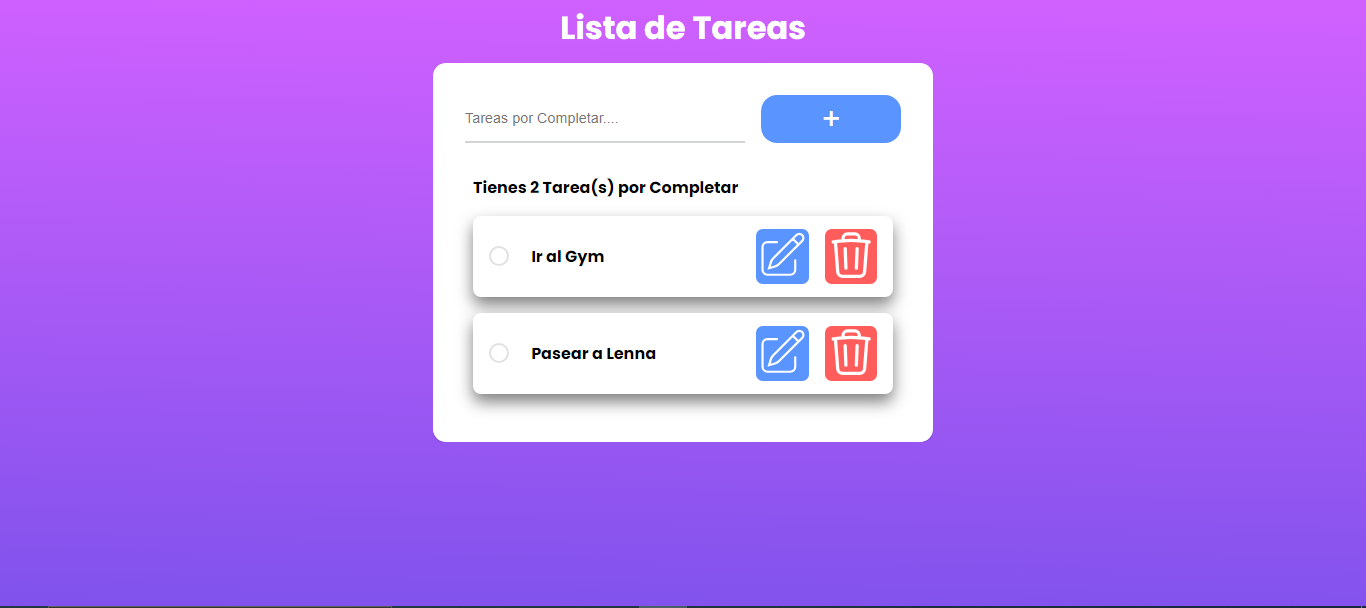 Lista de Tareas
Tareas por Completar....
+
Tienes 2 Tarea(s) por Completar
Ir al Gym
Pasear a Lenna